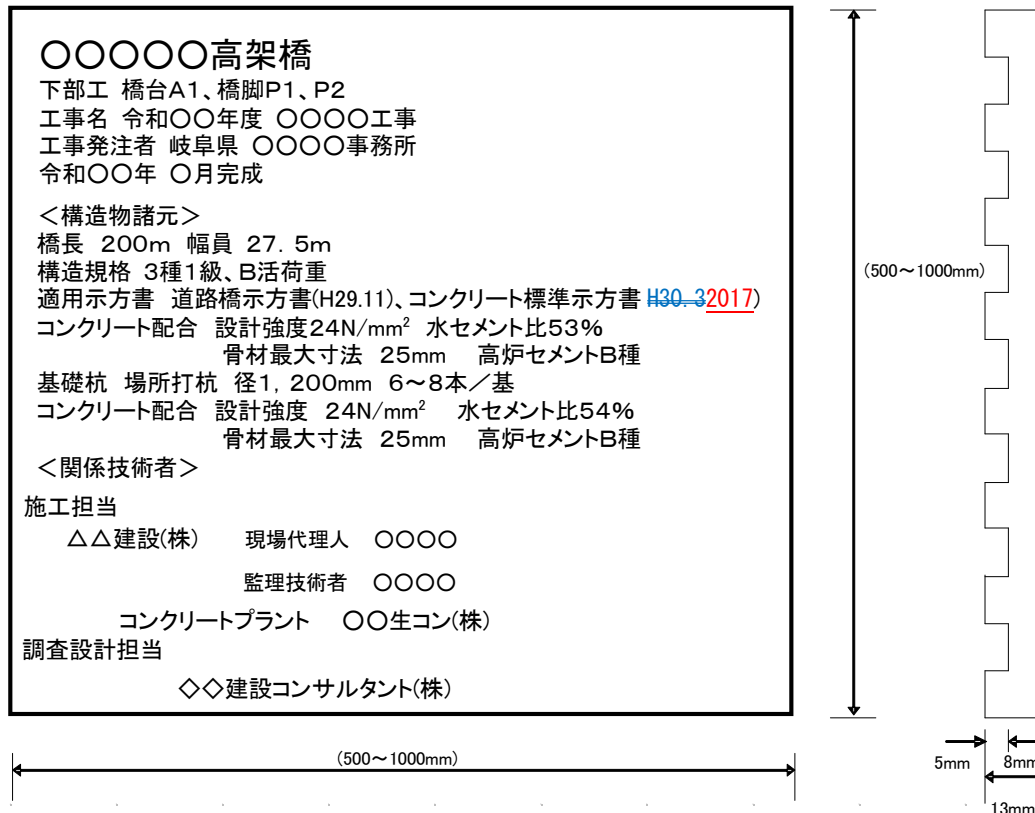 ○○○○○高架橋
下部工 橋台A1、橋脚P1、P2
工事名 令和○○年度 ○○○○工事
工事発注者 岐阜県 ○○○○事務所
令和○○年 ○月完成
＜構造物諸元＞
橋長 200m 幅員 27．5m
構造規格 3種1級、B活荷重
適用示方書 道路橋示方書(H29.11)、コンクリート標準示方書 H30.32017)
コンクリート配合 設計強度24N/mm² 水セメント比53%
骨材最大寸法 25mm 高炉セメントB種
基礎杭 場所打杭 径1，200mm 6～8本／基
コンクリート配合 設計強度 24N/mm² 水セメント比54%
骨材最大寸法 25mm 高炉セメントB種
＜関係技術者＞
施工担当
△△建設(株) 現場代理人 ○○○○
監理技術者 ○○○○
コンクリートプラント ○○生コン(株)
調査設計担当
◇◇建設コンサルタント(株)
(500～1000mm)
(500～1000mm)
5mm 8mm
13mm